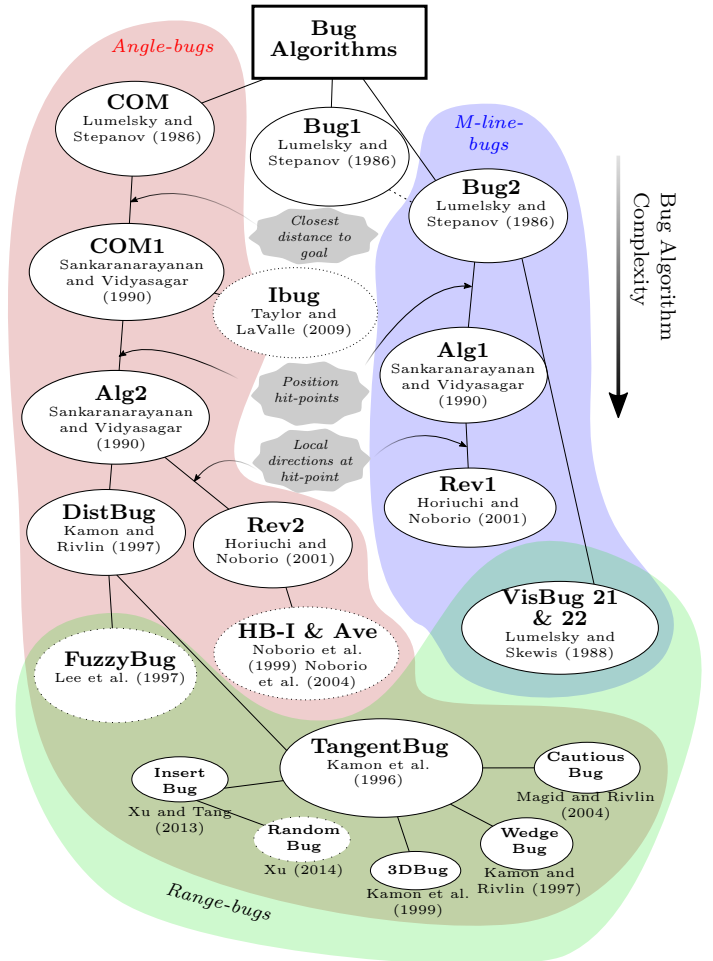 Bug
Algorithms
Angle-bugs
COM
Lumelsky and
Stepanov (1986)
Bug1
Lumelsky and
Stepanov (1986)
M-line-
bugs
Bug2
Lumelsky and
Stepanov (1986)
Bug Algorithm
Complexity
Closest
distance to
goal
COM1
Sankaranarayanan
and Vidyasagar
(1990)
Ibug
Taylor and
LaValle (2009)
Alg1
Sankaranarayanan
and Vidyasagar
(1990)
Position
hit-points
Alg2
Sankaranarayanan
and Vidyasagar
(1990)
Local
directions at
hit-point
Rev1
Horiuchi and
Noborio (2001)
DistBug
Kamon and
Rivlin (1997)
Rev2
Horiuchi and
Noborio (2001)
VisBug 21
& 22
Lumelsky and
Skewis (1988)
HB-I & Ave
Noborio et al.
(1999) Noborio
et al. (2004)
FuzzyBug
Lee et al. (1997)
TangentBug
Kamon et al.
(1996)
Cautious
Bug
Magid and Rivlin
(2004)
Insert
Bug
Xu and Tang
(2013)
Random
Bug
Xu (2014)
Wedge
Bug
Kamon and
Rivlin (1997)
3DBug
Kamon et al.
(1999)
Range-bugs